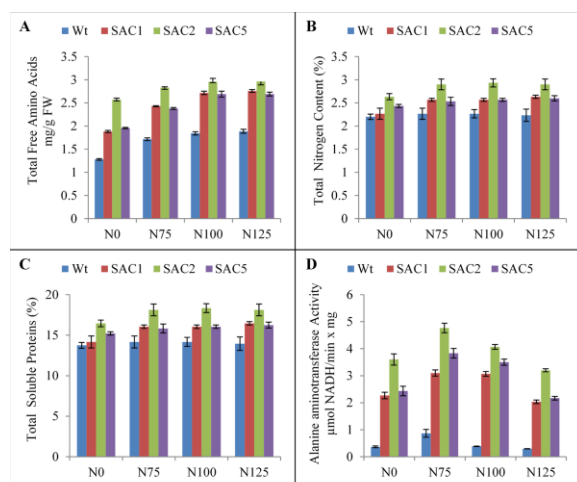 A
Wt SAC1 SAC2 SAC5
Total Free Amino Acids
mg/g FW
3.5
3
2.5
2
1.5
1
0.5
0
N0 N75 N100 N125
B
Wt SAC1 SAC2 SAC5
Total Nitrogen Content (%)
3.5
3
2.5
2
1.5
1
0.5
0
N0 N75 N100 N125
C
Wt SAC1 SAC2 SAC5
Total Soluble Proteins (%)
20
15
10
5
0
N0 N75 N100 N125
D
Wt SAC1 SAC2 SAC5
Alanine aminotransferase Activity
µmol NADH/min x mg
6
5
4
3
2
1
0
N0 N75 N100 N125